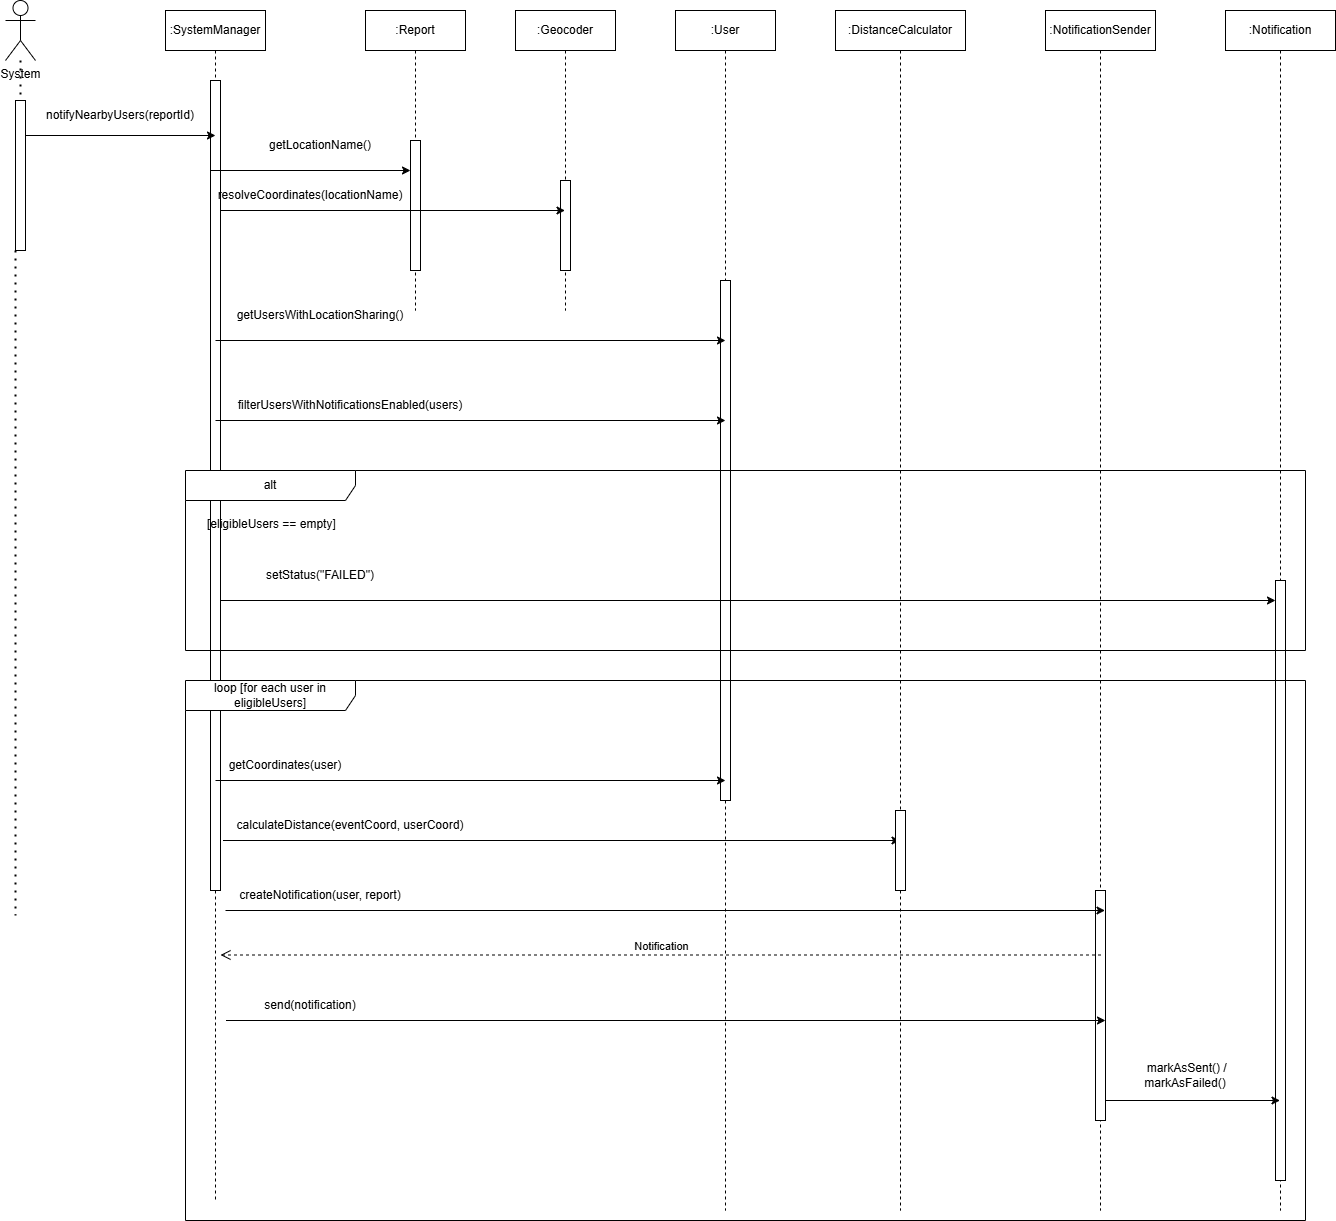 System
:SystemManager
:Report
:Geocoder
:User
:DistanceCalculator
:NotificationSender
:Notification
notifyNearbyUsers(reportId)
getLocationName()
resolveCoordinates(locationName)
getUsersWithLocationSharing()
filterUsersWithNotificationsEnabled(users)
alt
[eligibleUsers == empty]
setStatus("FAILED")
loop [for each user in
eligibleUsers]
getCoordinates(user)
calculateDistance(eventCoord, userCoord)
createNotification(user, report)
Notification
send(notification)
markAsSent() /
markAsFailed()